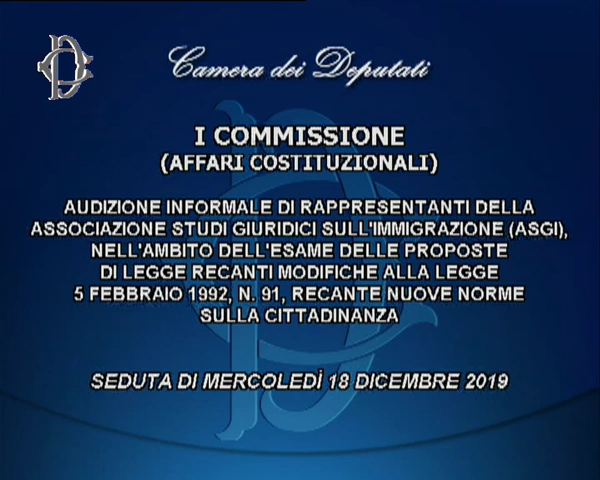 Camera dei Deputati
I COMMISSIONE
(AFFARI COSTITUZIONALI)
AUDIZIONE INFORMALE DI RAPPRESENTANTI DELLA
ASSOCIAZIONE STUDI GIURIDICI SULL'IMMIGRAZIONE (ASGI),
NELL'AMBITO DELL'ESAME DELLE PROPOSTE
DI LEGGE RECANTI MODIFICHE ALLA LEGGE
5 FEBBRAIO 1992, N. 91, RECANTE NUOVE NORME
SULLA CITTADINANZA
SEDUTA DI MERCOLEDÌ 18 DICEMBRE 2019